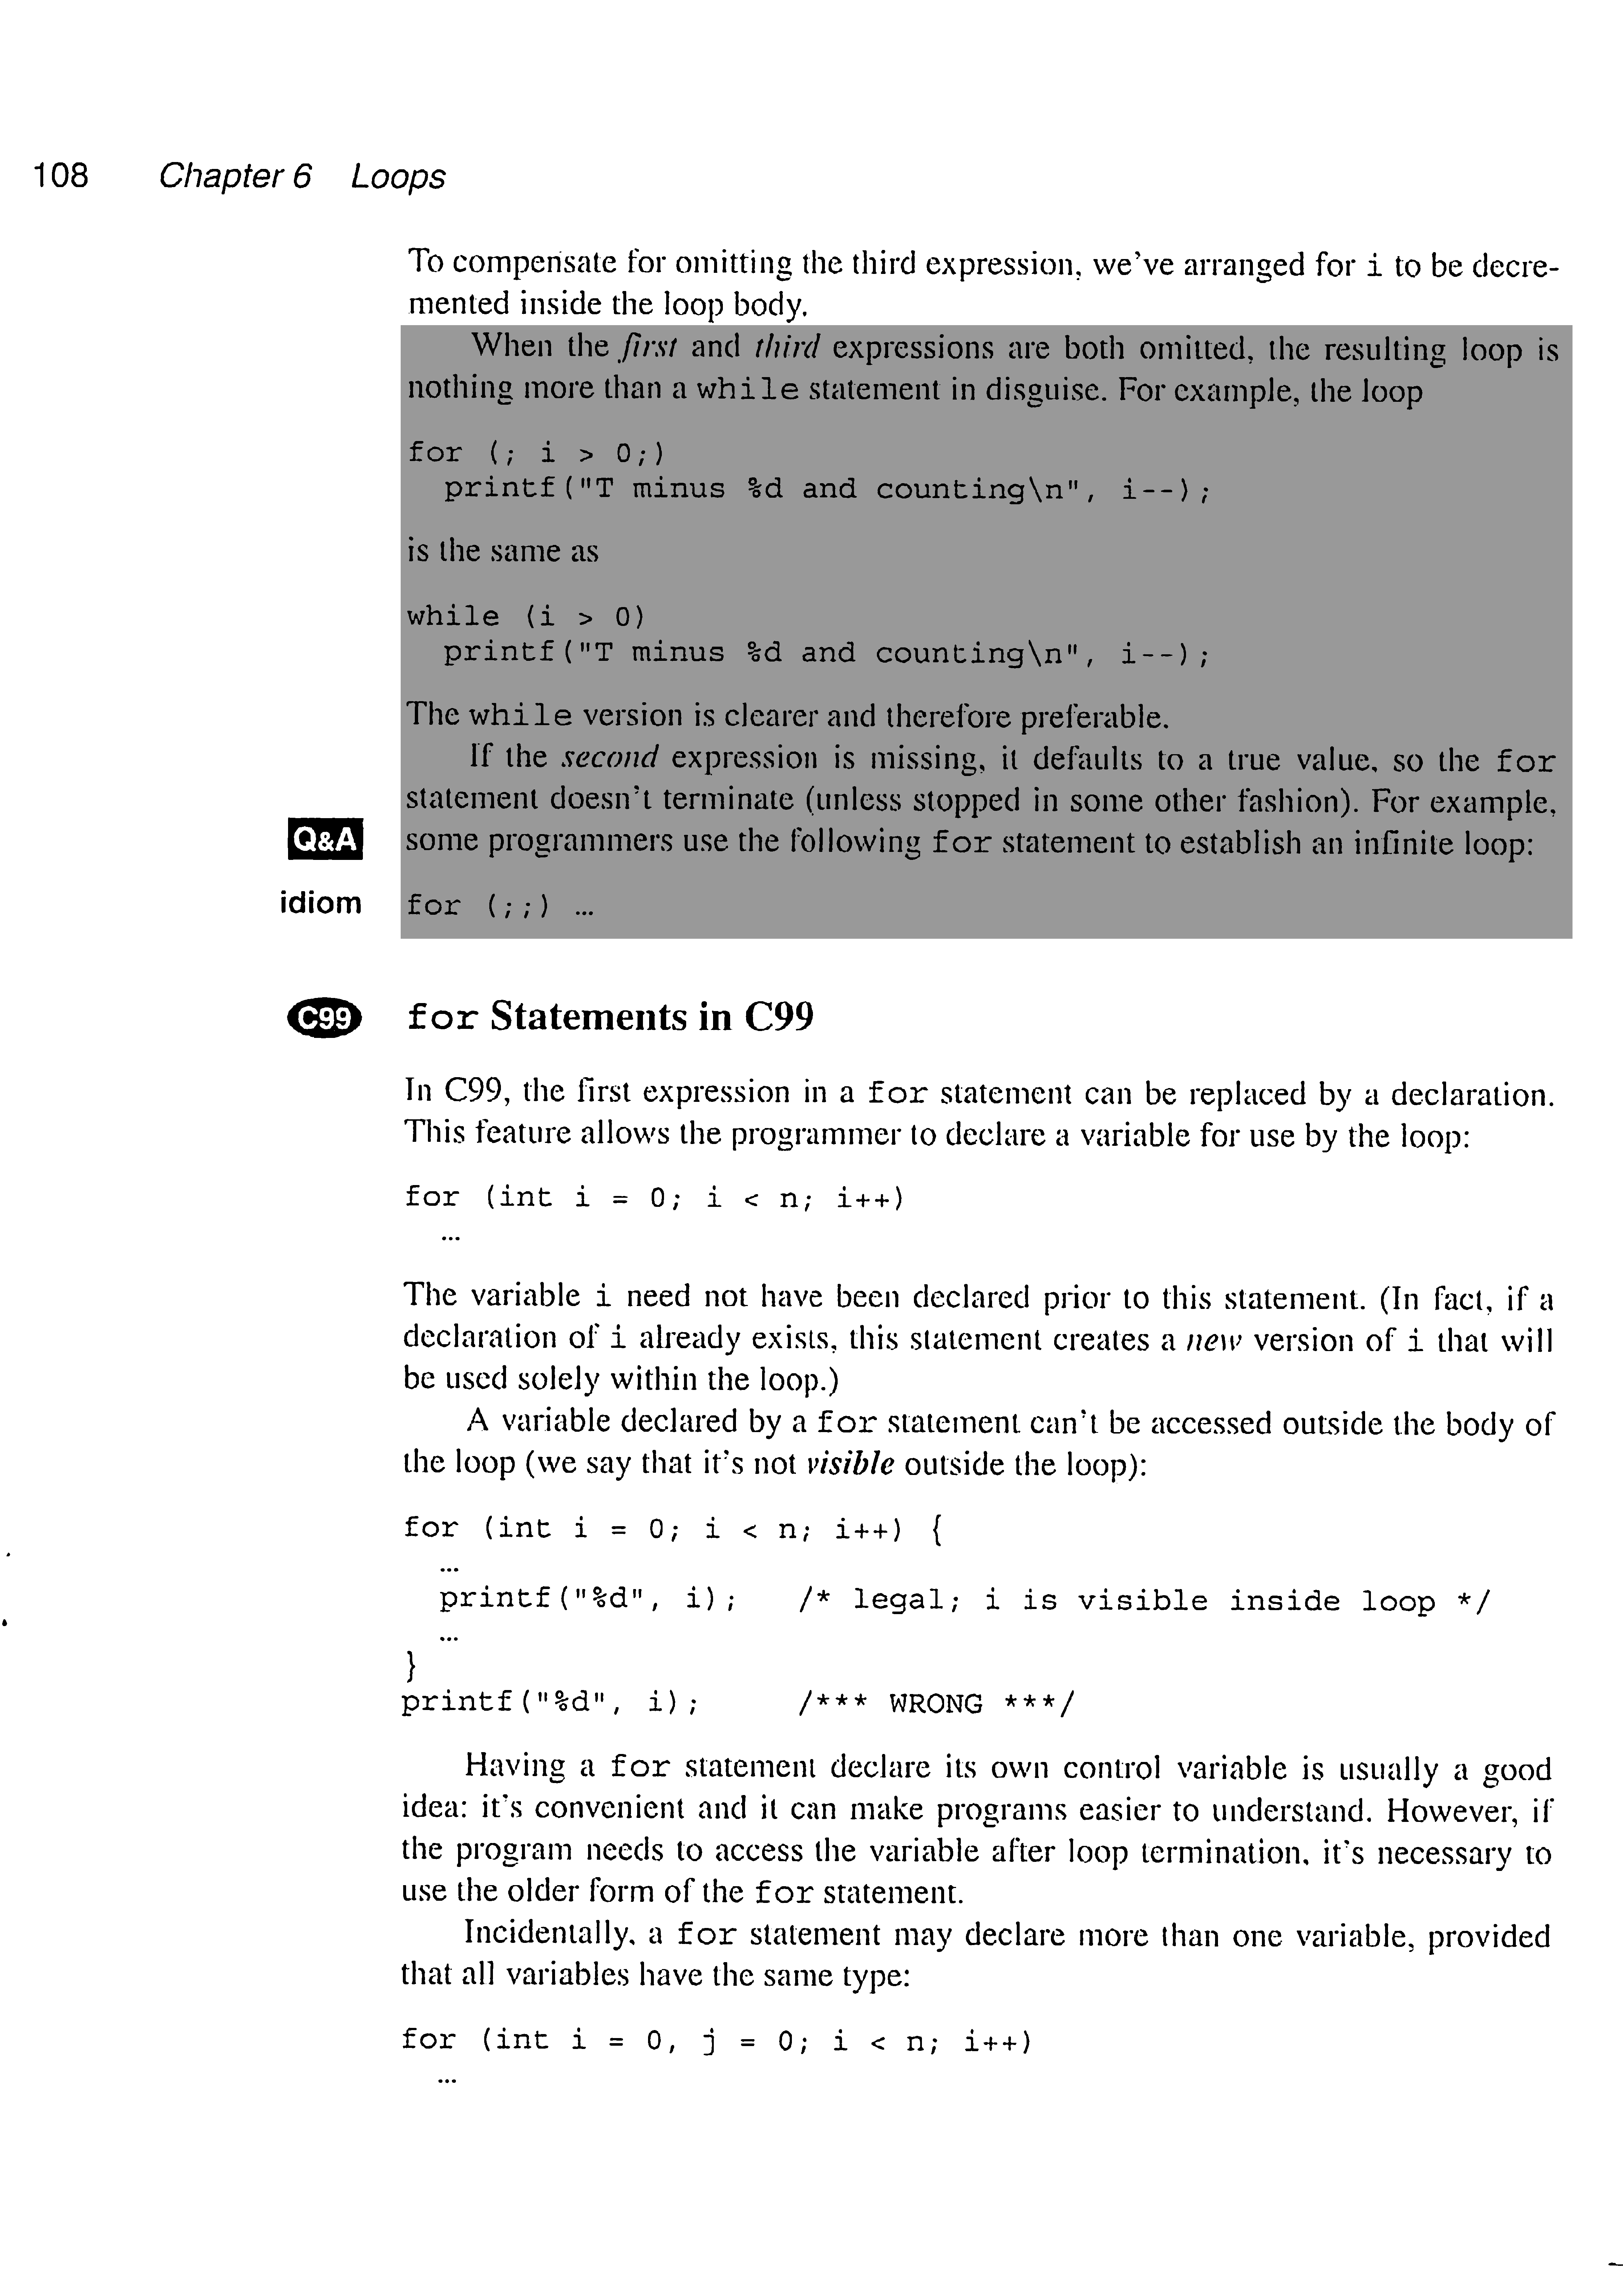 108 Chapter 6 Loops
To compensate for omitting the third expression, we've arranged for i to be decre-
mented inside the loop body.
When the first and third expressions are both omitted, the resulting loop is
nothing more than a while statement in disguise. For example, the loop
for (; i > 0;)
  printf("T minus %d and counting\n", i--);
is the same as
while (i > 0)
  printf("T minus %d and counting\n", i--);
The while version is clearer and therefore preferable.
If the second expression is missing, it defaults to a true value, so the for
statement doesn't terminate (unless stopped in some other fashion). For example,
Q&A some programmers use the following for statement to establish an infinite loop:
idiom for (;;) …
C99 for Statements in C99
In C99, the first expression in a for statement can be replaced by a declaration.
This feature allows the programmer to declare a variable for use by the loop:
for (int i = 0; i < n; i++)
  …
The variable i need not have been declared prior to this statement. (In fact, if a
declaration of i already exists, this statement creates a new version of i that will
be used solely within the loop.)
A variable declared by a for statement can't be accessed outside the body of
the loop (we say that it's not visible outside the loop):
for (int i = 0; i < n; i++) {
  …
  printf("%d", i);   /* legal; i is visible inside loop */
  …
}
printf("%d", i);     /*** WRONG ***/
Having a for statement declare its own control variable is usually a good
idea: it's convenient and it can make programs easier to understand. However, if
the program needs to access the variable after loop termination, it's necessary to
use the older form of the for statement.
Incidentally, a for statement may declare more than one variable, provided
that all variables have the same type:
for (int i = 0, j = 0; i < n; i++)
  …